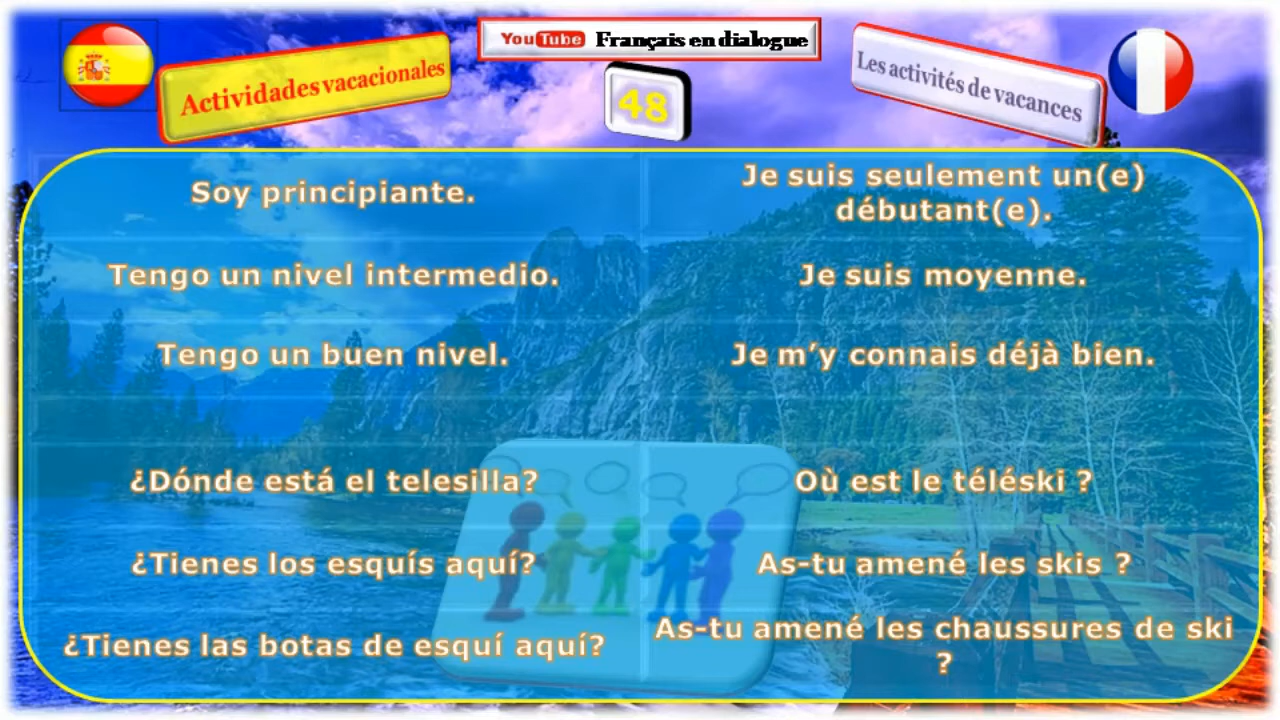 YouTube Français en dialogue
Actividades vacacionales
48
Les activités de vacances
Soy principiante.
Je suis seulement un(e)
débutant(e).
Tengo un nivel intermedio.
Je suis moyenne.
Tengo un buen nivel.
Je m’y connais déjà bien.
¿Dónde está el telesilla?
Où est le téléski ?
¿Tienes los esquís aquí?
As-tu amené les skis ?
¿Tienes las botas de esquí aquí?
As-tu amené les chaussures de ski
?